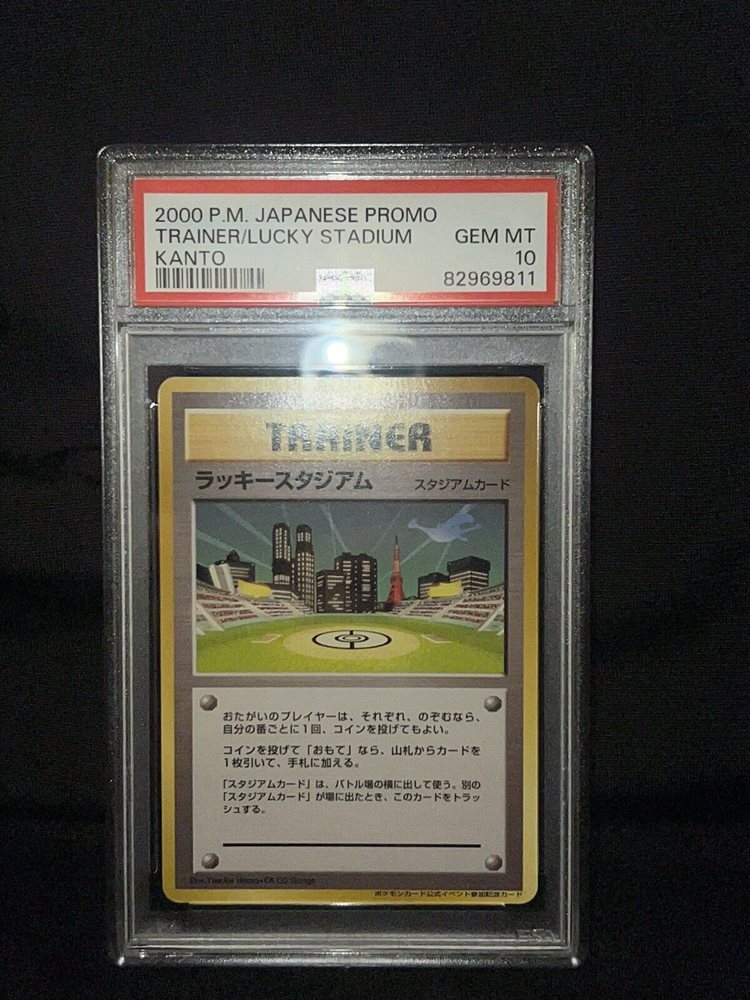 2000 P.M. JAPANESE PROMO
TRAINER/LUCKY STADIUM GEM MT
KANTO 10
82969811
TRAINER
ラッキースタジアム スタジアムカード
おたがいのプレイヤーは、それぞれ、のぞむなら、
自分の番ごとに1回、コインを投げてもよい。
コインを投げて「おもて」なら、山札からカードを
1枚引いて、手札に加える。
「スタジアムカード」は、バトル場の横に出して使う。別の
「スタジアムカード」が場に出たとき、このカードをトラッ
シュする。
ポケモンカード公式イベント参加記念カード